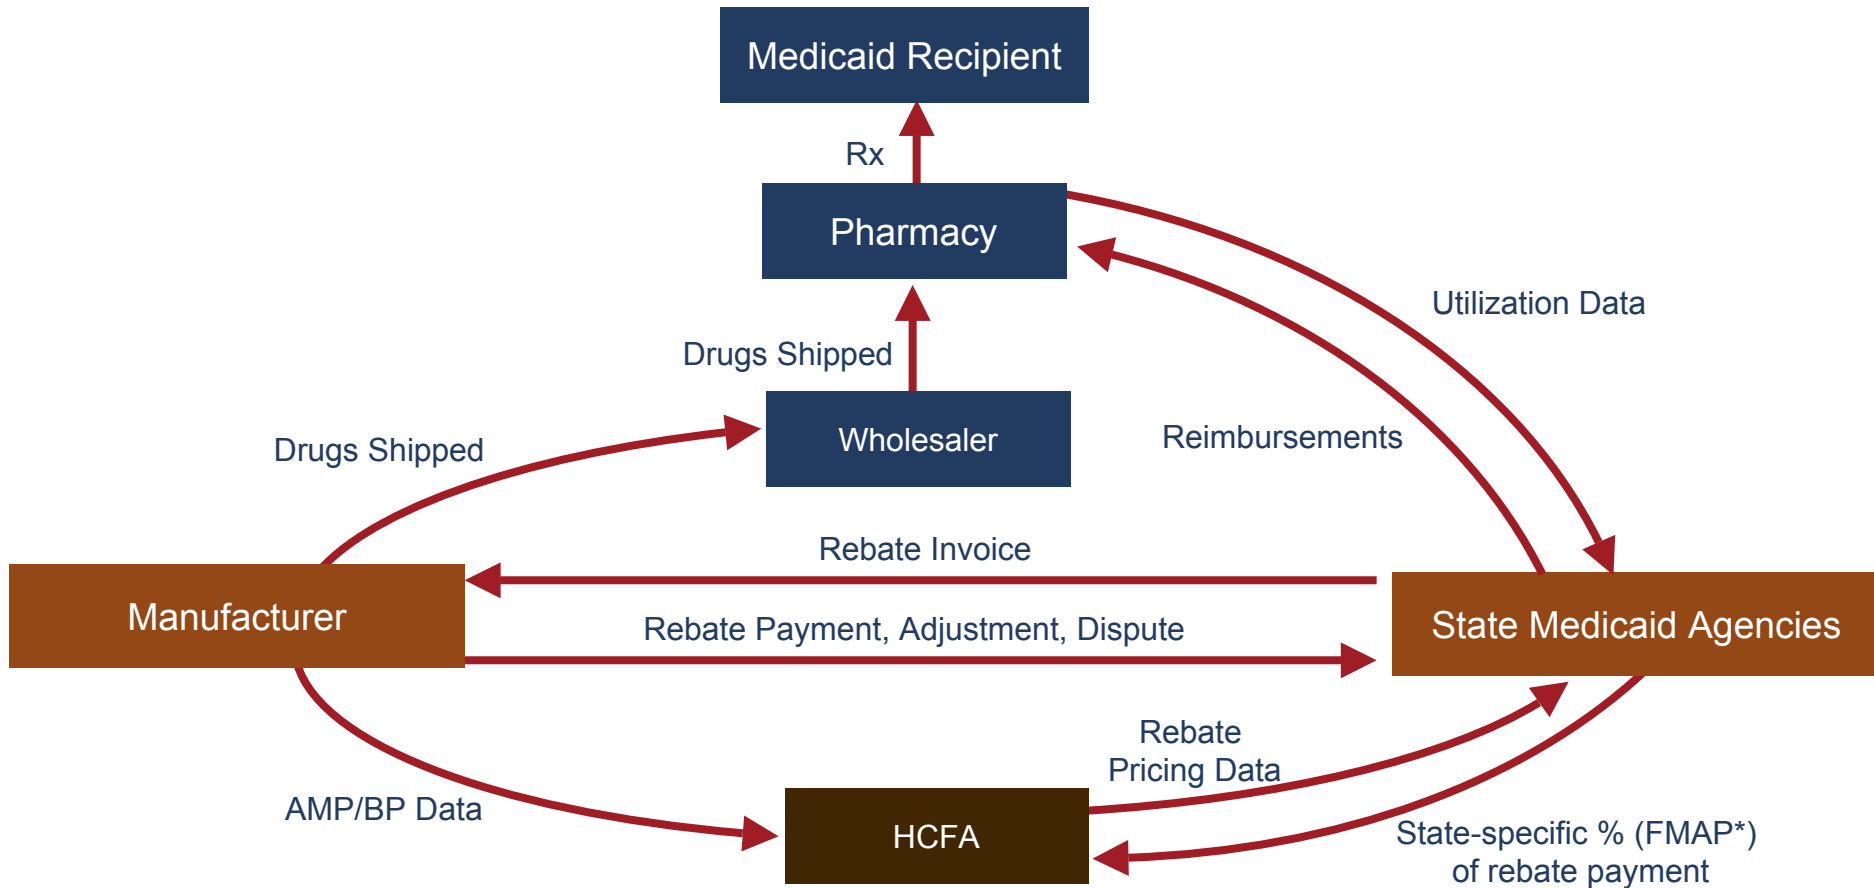 Medicaid Recipient
Rx
Pharmacy
Utilization Data
Drugs Shipped
Reimbursements
Wholesaler
Drugs Shipped
Rebate Invoice
Manufacturer
Rebate Payment, Adjustment, Dispute
State Medicaid Agencies
Rebate
Pricing Data
AMP/BP Data
HCFA
State-specific % (FMAP*)
of rebate payment